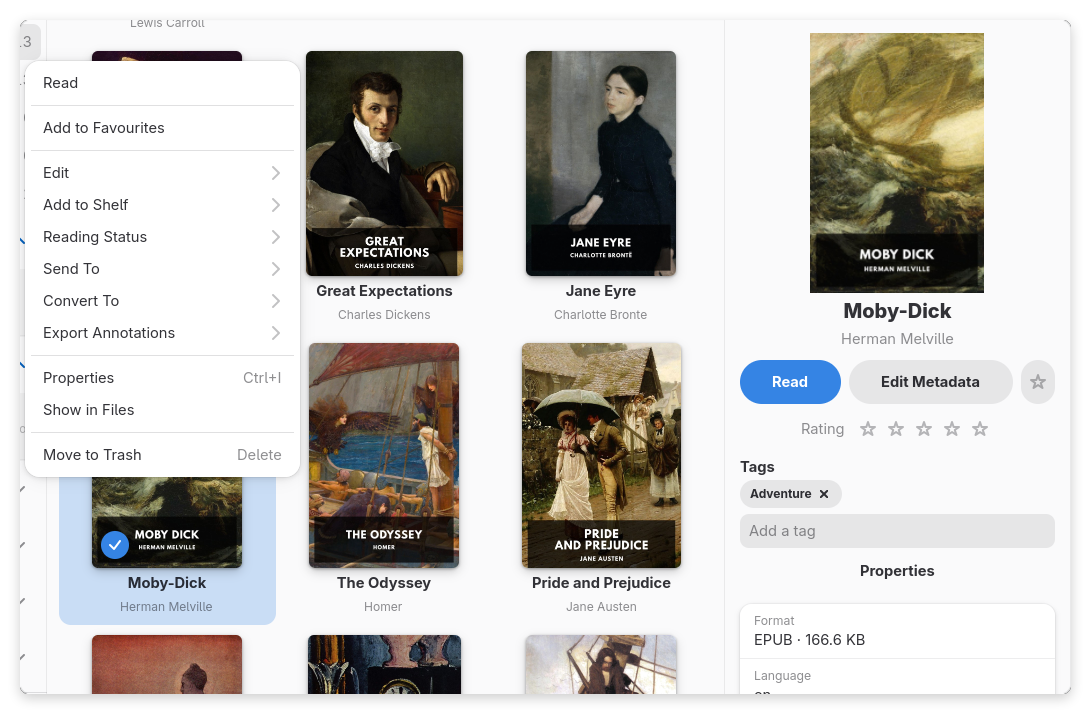 Lewis Carroll
13
Read
Add to Favourites
Edit
Add to Shelf
Reading Status
Send To
Convert To
Export Annotations
Properties Ctrl+I
Show in Files
Move to Trash Delete
MOBY DICK
HERMAN MELVILLE
Moby-Dick
Herman Melville
GREAT
EXPECTATIONS
CHARLES DICKENS
Great Expectations
Charles Dickens
JANE EYRE
CHARLOTTE BRONTË
Jane Eyre
Charlotte Bronte
THE ODYSSEY
HOMER
The Odyssey
Homer
PRIDE
AND PREJUDICE
JANE AUSTEN
Pride and Prejudice
Jane Austen
MOBY DICK
HERMAN MELVILLE
Moby-Dick
Herman Melville
Read Edit Metadata
Rating
Tags
Adventure
Add a tag
Properties
Format
EPUB · 166.6 KB
Language